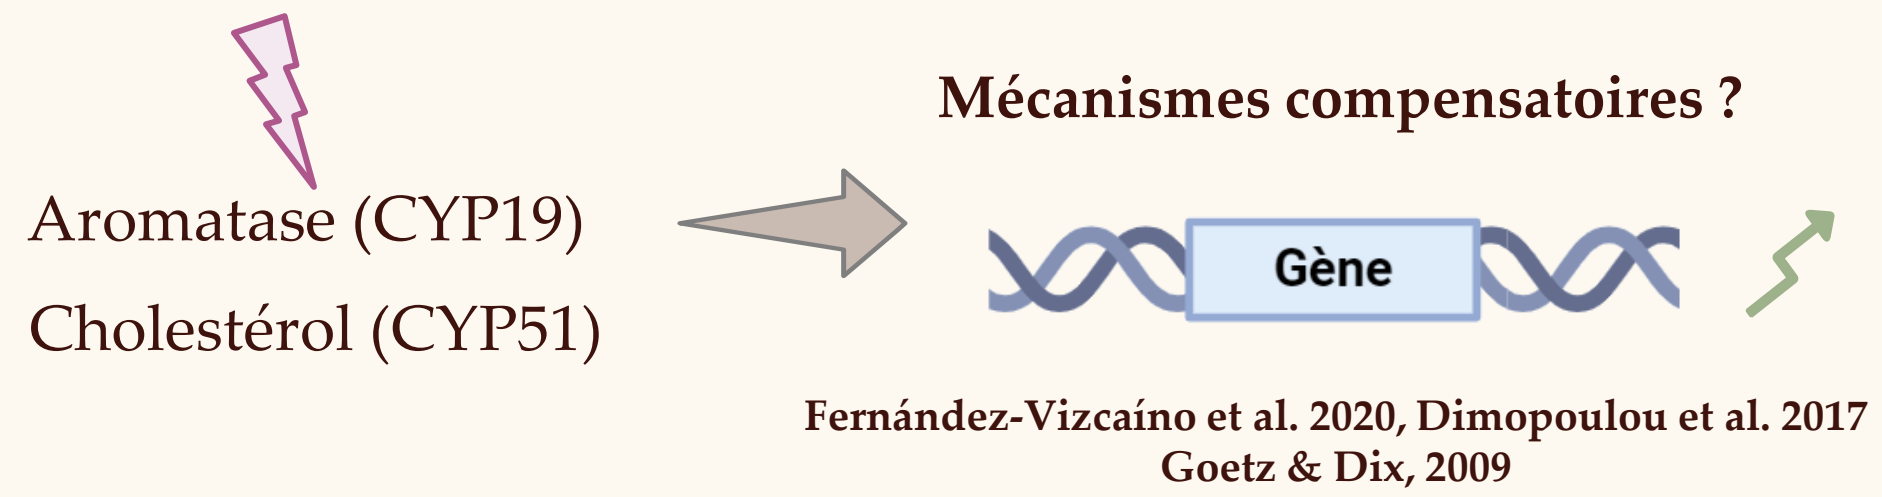 Mécanismes compensatoires ?
Aromatase (CYP19)
Cholestérol (CYP51)
Gène
Fernández-Vizcaíno et al. 2020, Dimopoulou et al. 2017
Goetz & Dix, 2009